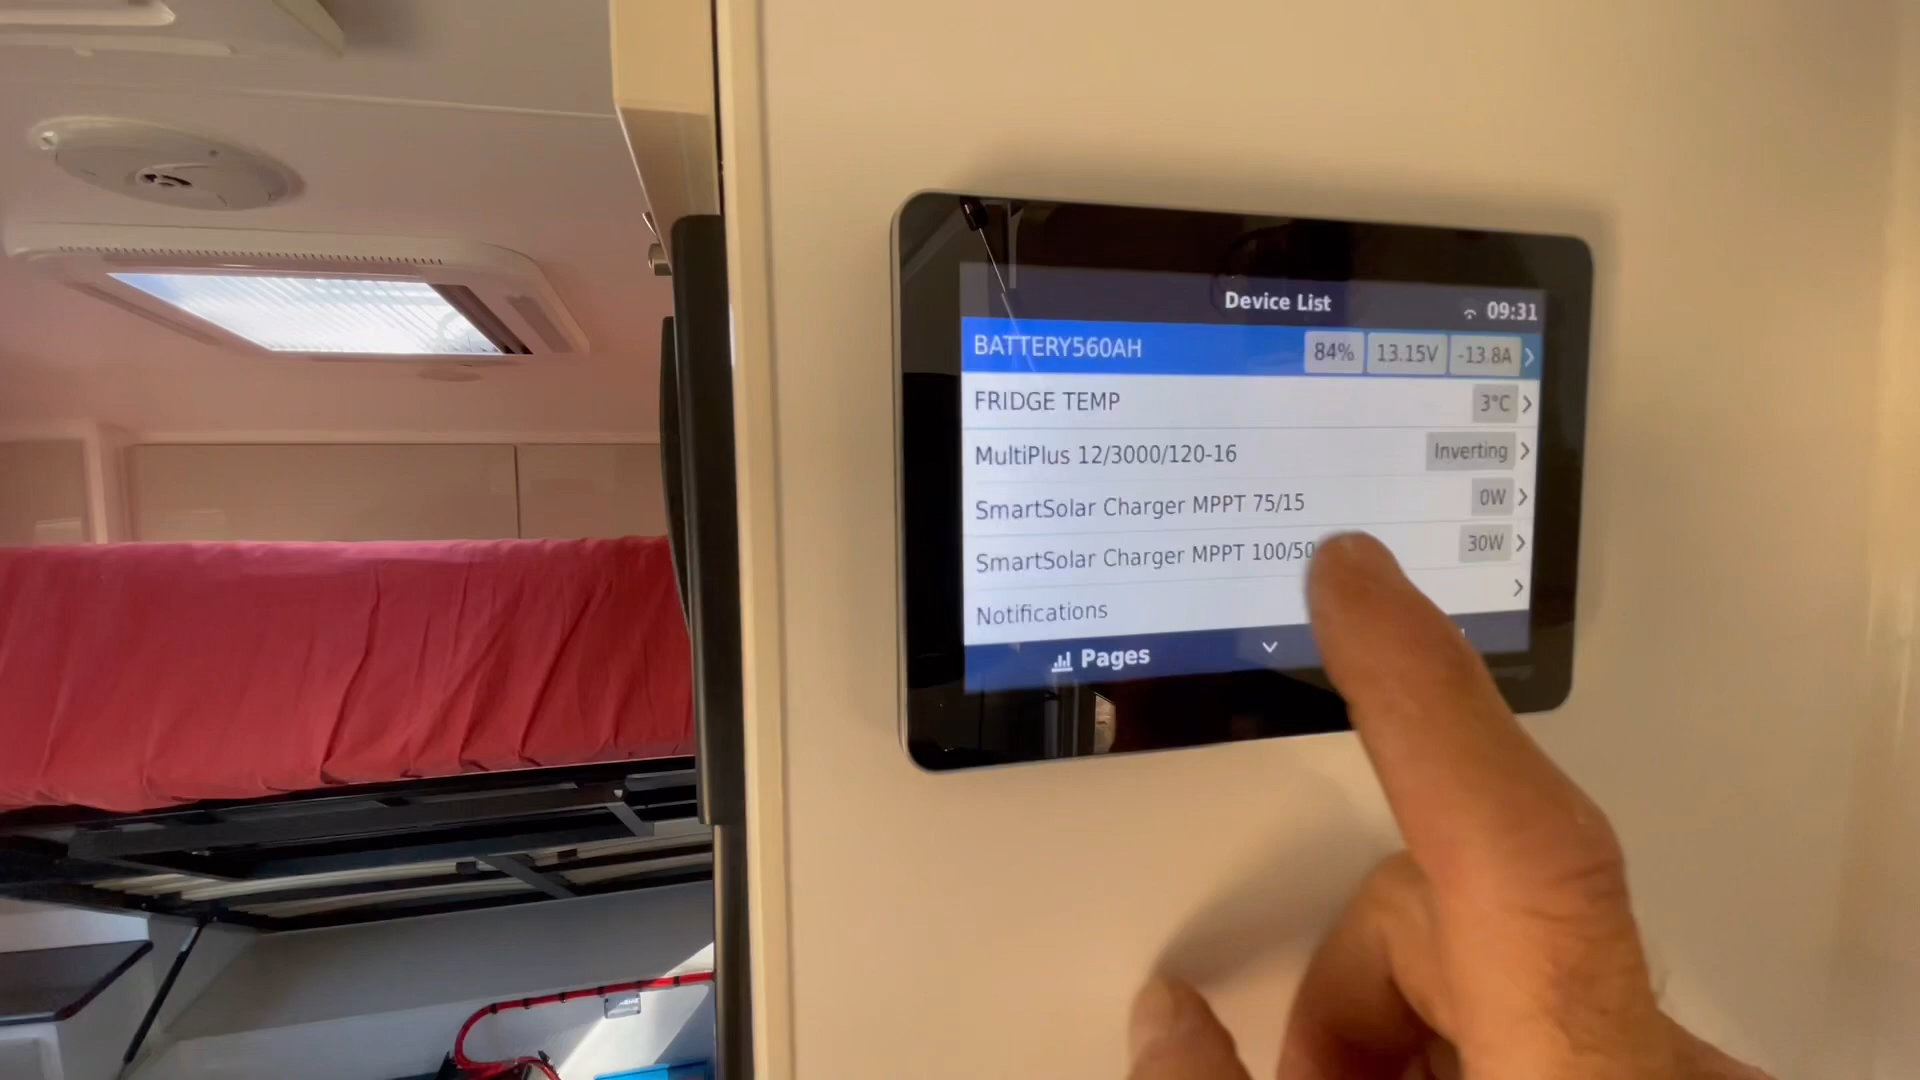 Device List 09:31
BATTERY560AH 84% 13.15V -13.8A
FRIDGE TEMP 3°C
MultiPlus 12/3000/120-16 Inverting
SmartSolar Charger MPPT 75/15 0W
SmartSolar Charger MPPT 100/50 30W
Notifications
Pages